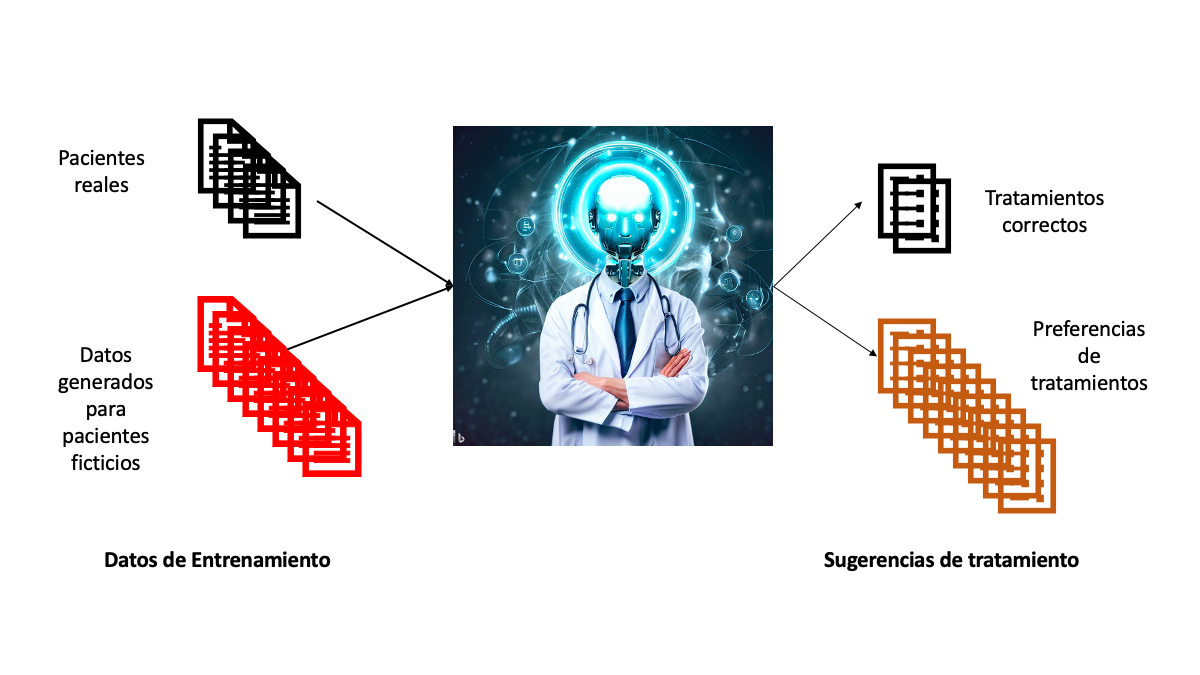 Pacientes
reales
Datos
generados
para
pacientes
ficticios
Datos de Entrenamiento
Tratamientos
correctos
Preferencias
de
tratamientos
Sugerencias de tratamiento